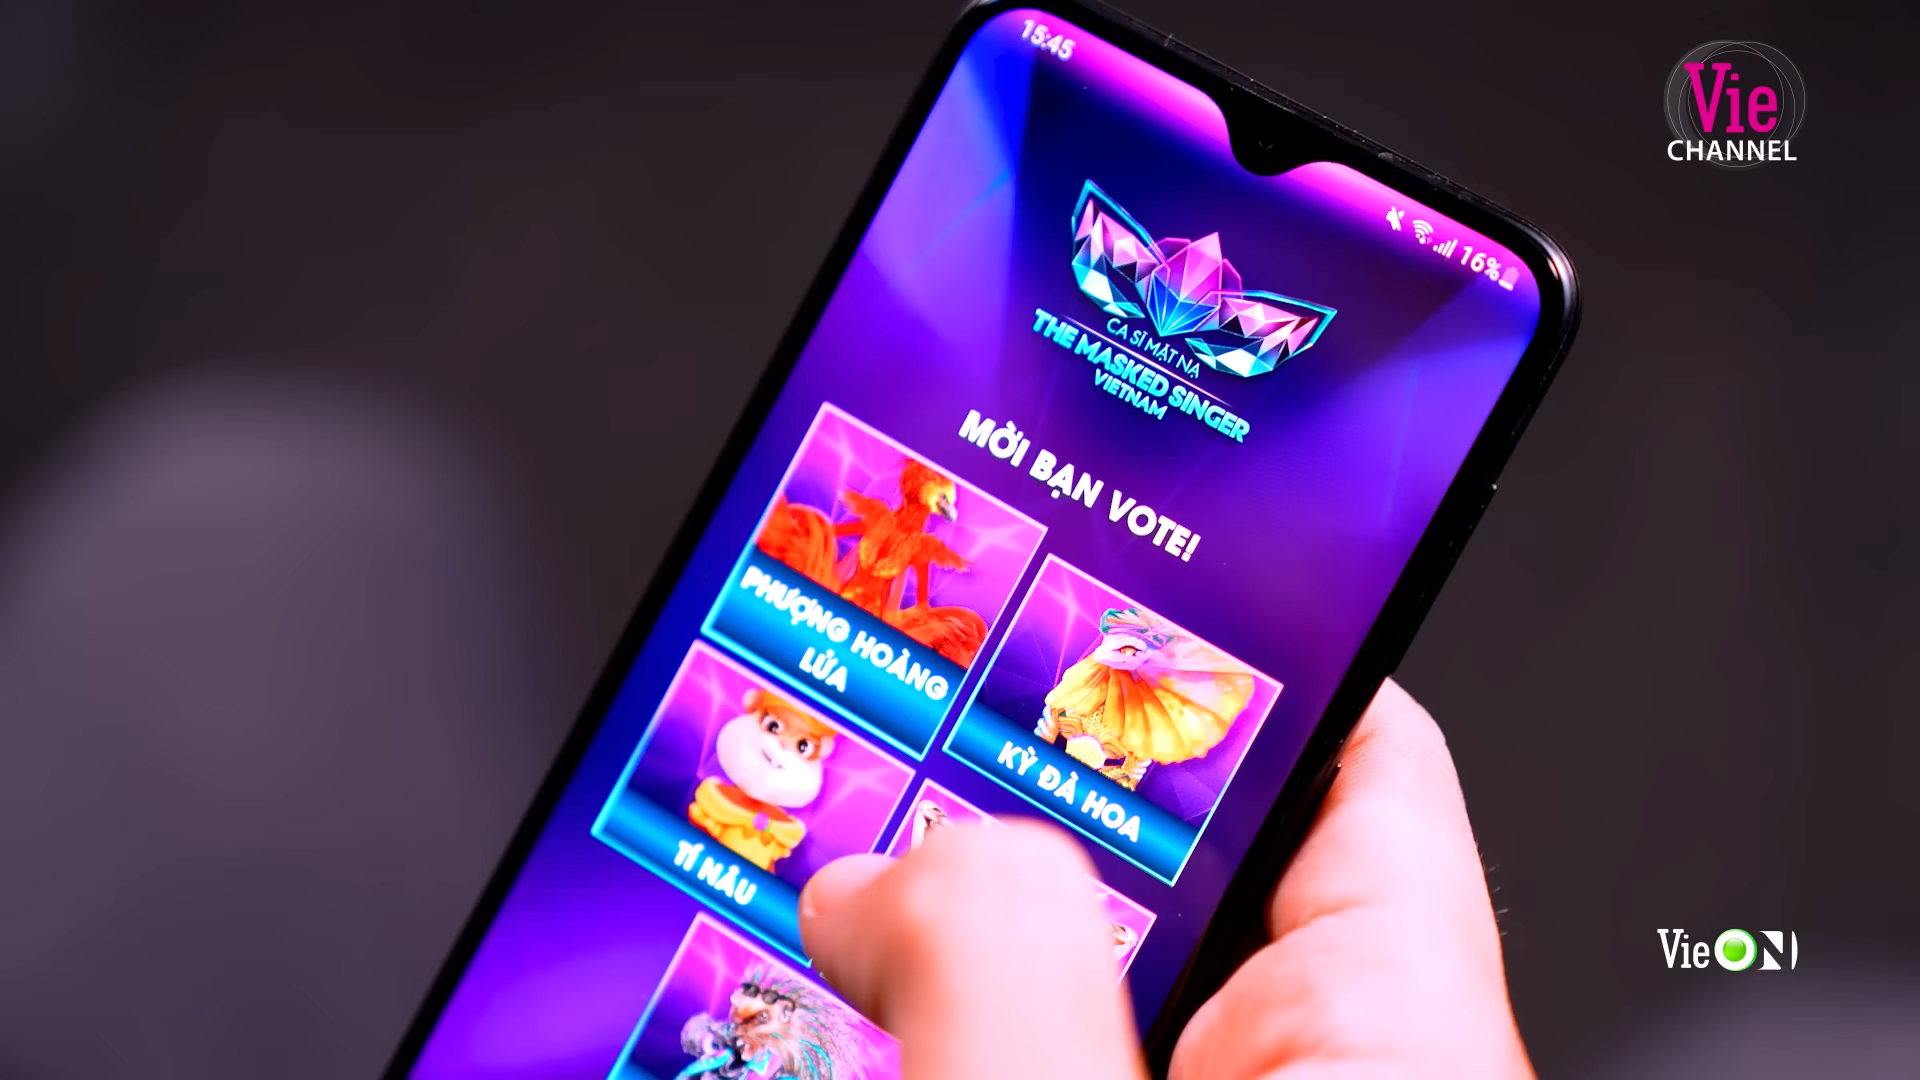 15:45
16%
Vie
CHANNEL
CA SĨ MẶT NẠ
THE MASKED SINGER
VIETNAM
MỜI BẠN VOTE!
PHƯỢNG HOÀNG
LỬA
KỲ ĐÀ HOA
TÍ NÂU
VieON